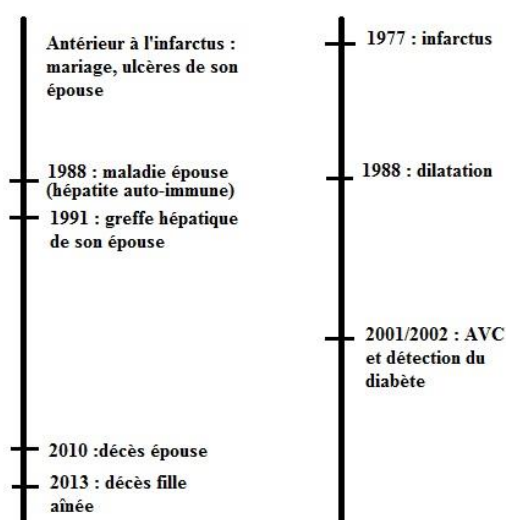 Antérieur à l'infarctus :
mariage, ulcères de son
épouse
1988 : maladie épouse
(hépatite auto-immune)
1991 : greffe hépatique
de son épouse
2010 :décès épouse
2013 : décès fille
aînée
1977 : infarctus
1988 : dilatation
2001/2002 : AVC
et détection du
diabète